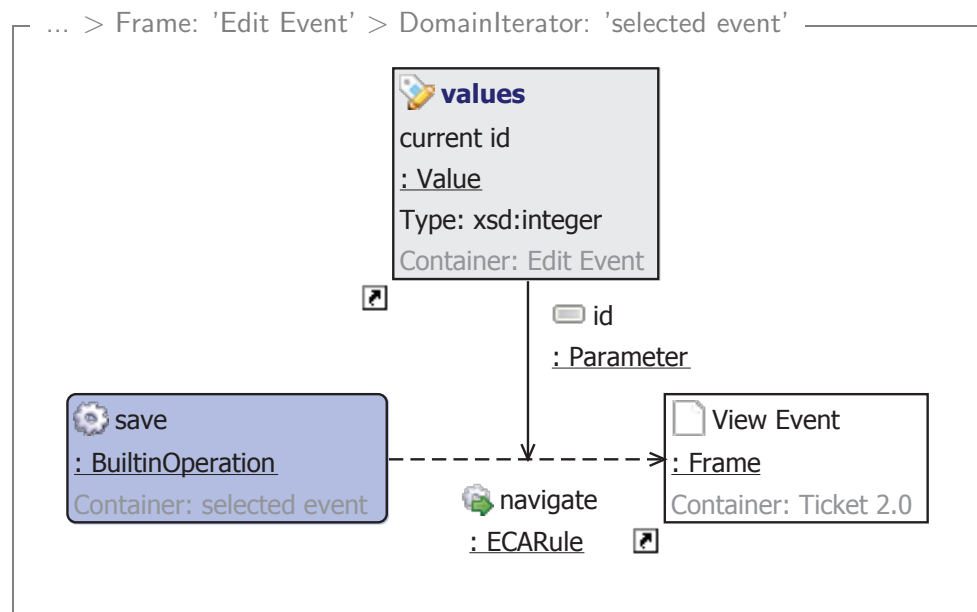 ... > Frame: 'Edit Event' > DomainIterator: 'selected event'
values
current id
: Value
Type: xsd:integer
Container: Edit Event
id
: Parameter
save
: BuiltinOperation
Container: selected event
navigate
: ECARule
View Event
: Frame
Container: Ticket 2.0